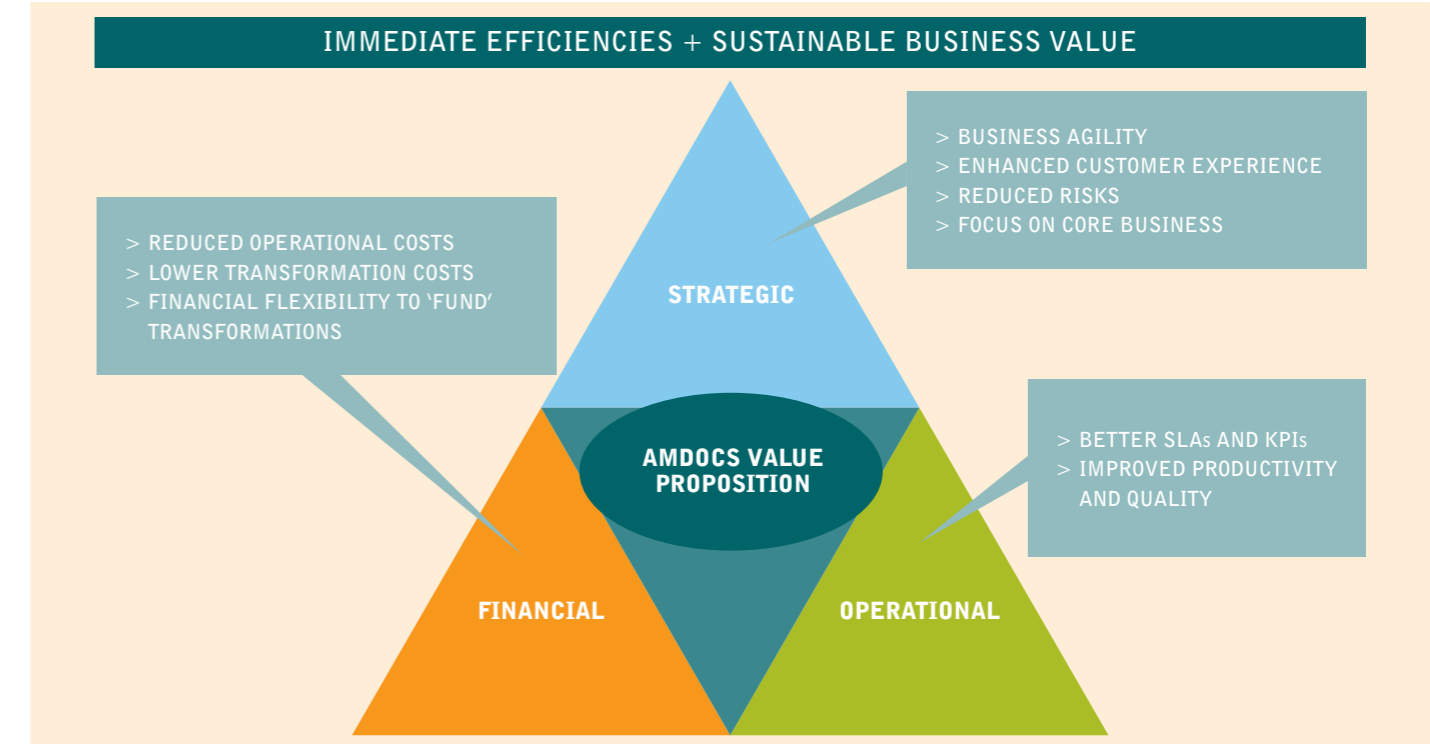 IMMEDIATE EFFICIENCIES + SUSTAINABLE BUSINESS VALUE
> BUSINESS AGILITY
> ENHANCED CUSTOMER EXPERIENCE
> REDUCED RISKS
> FOCUS ON CORE BUSINESS
> REDUCED OPERATIONAL COSTS
> LOWER TRANSFORMATION COSTS
> FINANCIAL FLEXIBILITY TO ‘FUND’
TRANSFORMATIONS
STRATEGIC
AMDOCS VALUE
PROPOSITION
> BETTER SLAs AND KPIs
> IMPROVED PRODUCTIVITY
AND QUALITY
FINANCIAL
OPERATIONAL